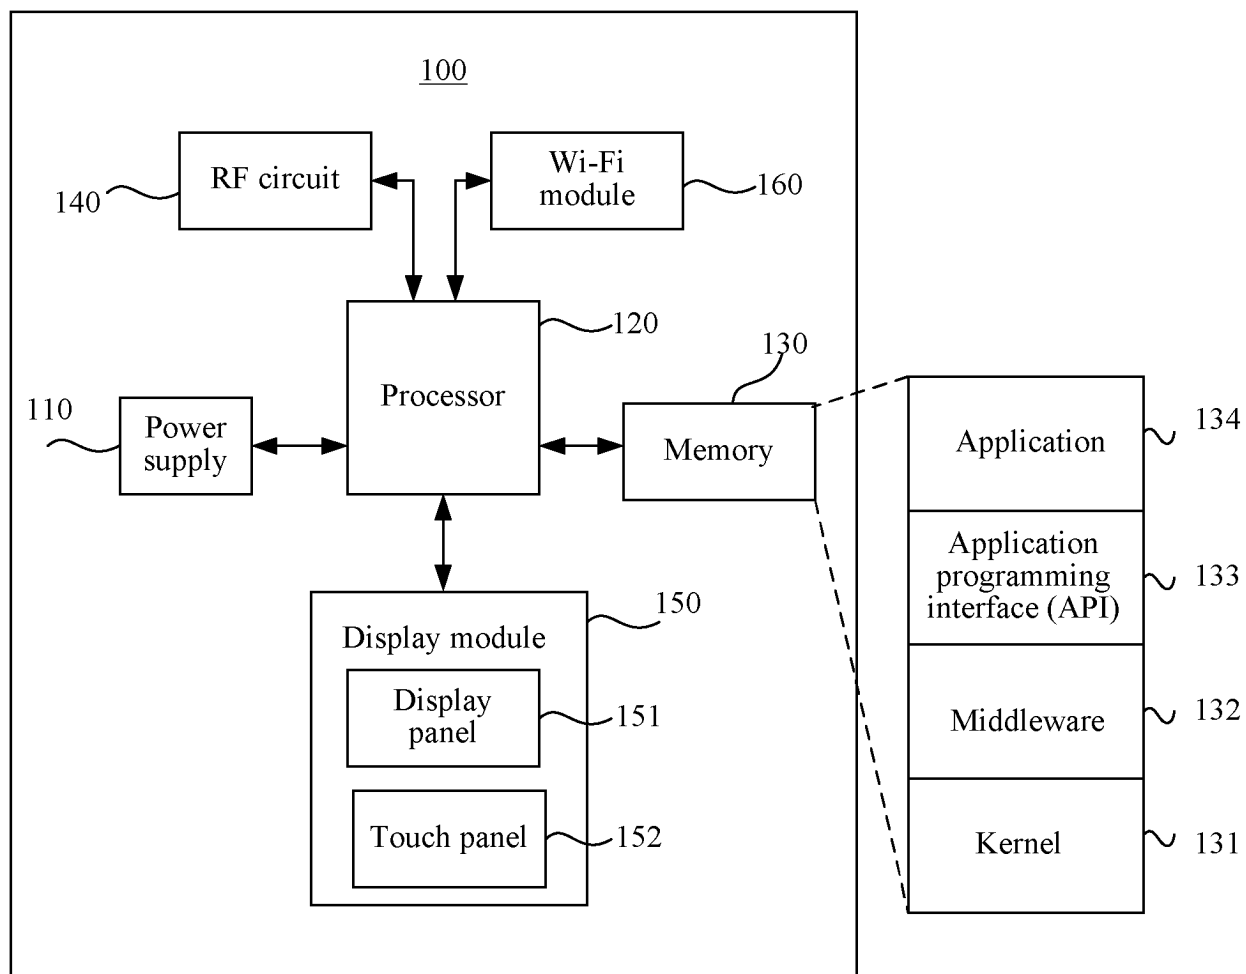 100
RF circuit
140
Wi-Fi
module
160
120
Processor
130
110
Power
supply
Memory
Application
134
Application
programming
interface (API)
133
Middleware
132
Kernel
131
150
Display module
Display
panel
151
Touch panel
152